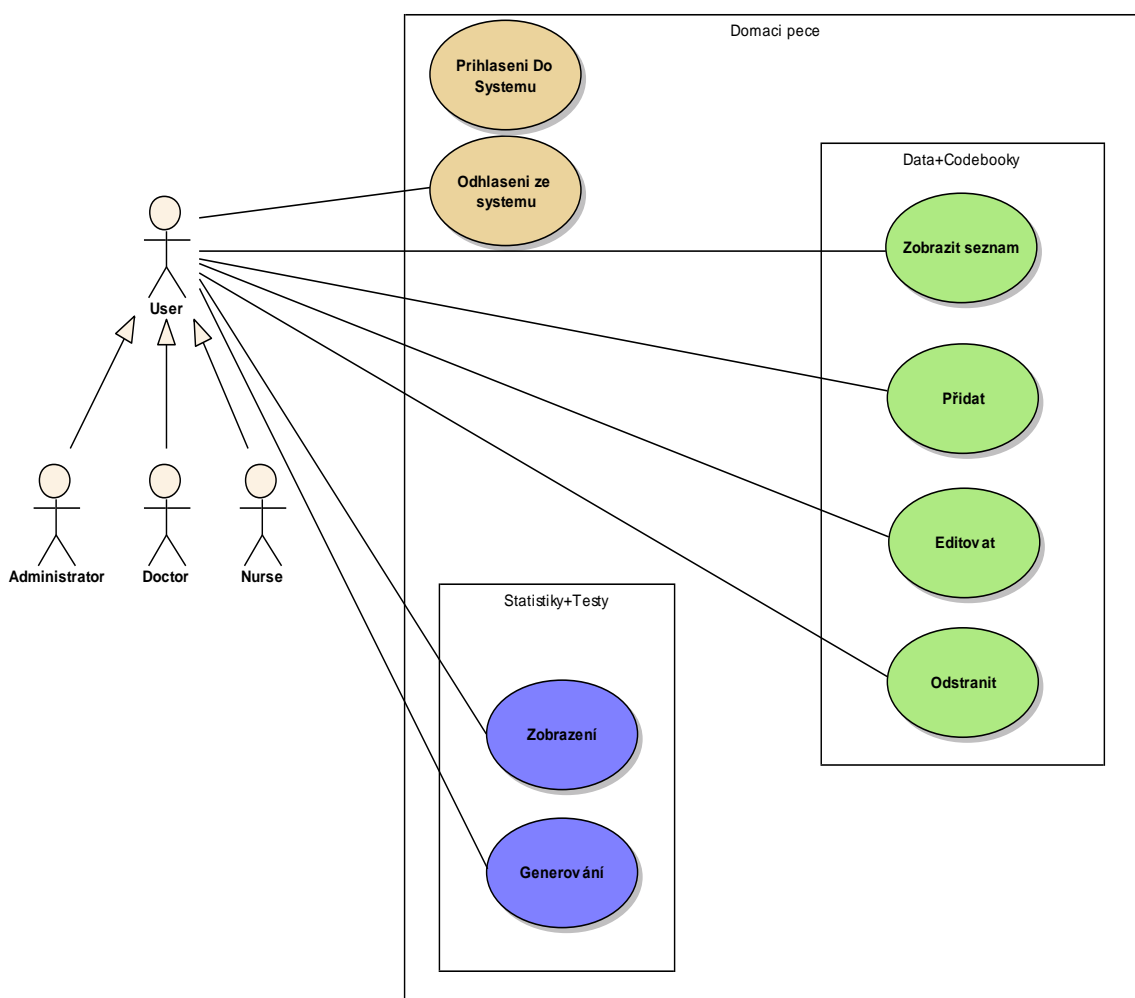 Domaci pece
Prihlaseni Do
Systemu
Odhlaseni ze
systemu
Data+Codebooky
Zobrazit seznam
Přidat
Editovat
Odstranit
User
Administrator
Doctor
Nurse
Statistiky+Testy
Zobrazení
Generování